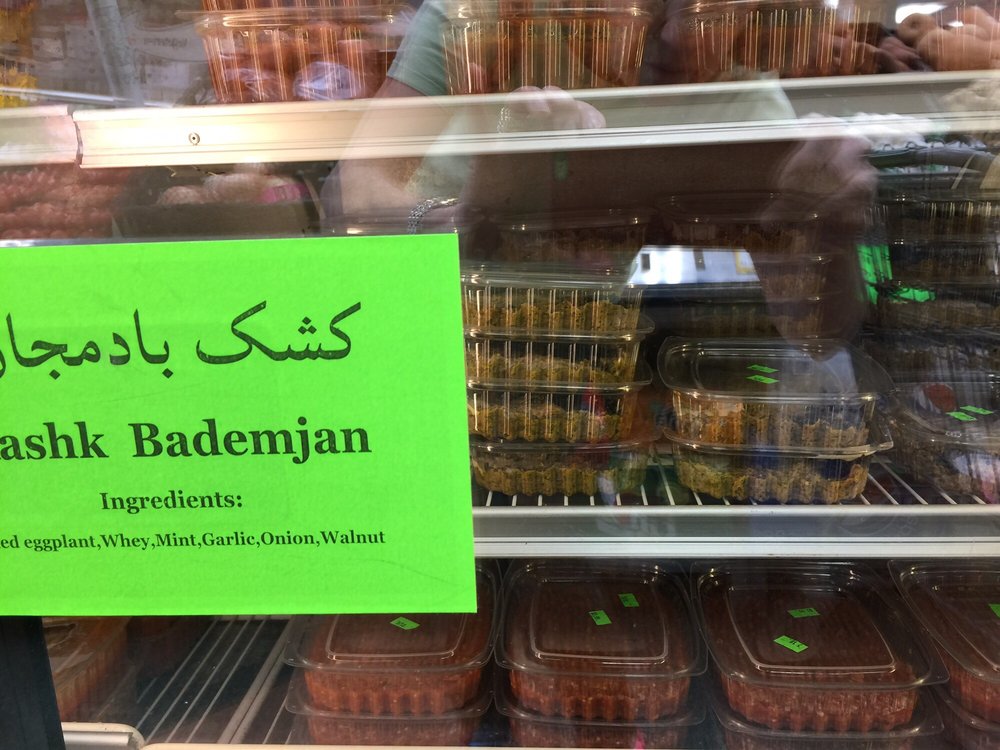 کشک بادمجا
ashk Bademjan
Ingredients:
ed eggplant,Whey,Mint,Garlic,Onion,Walnut